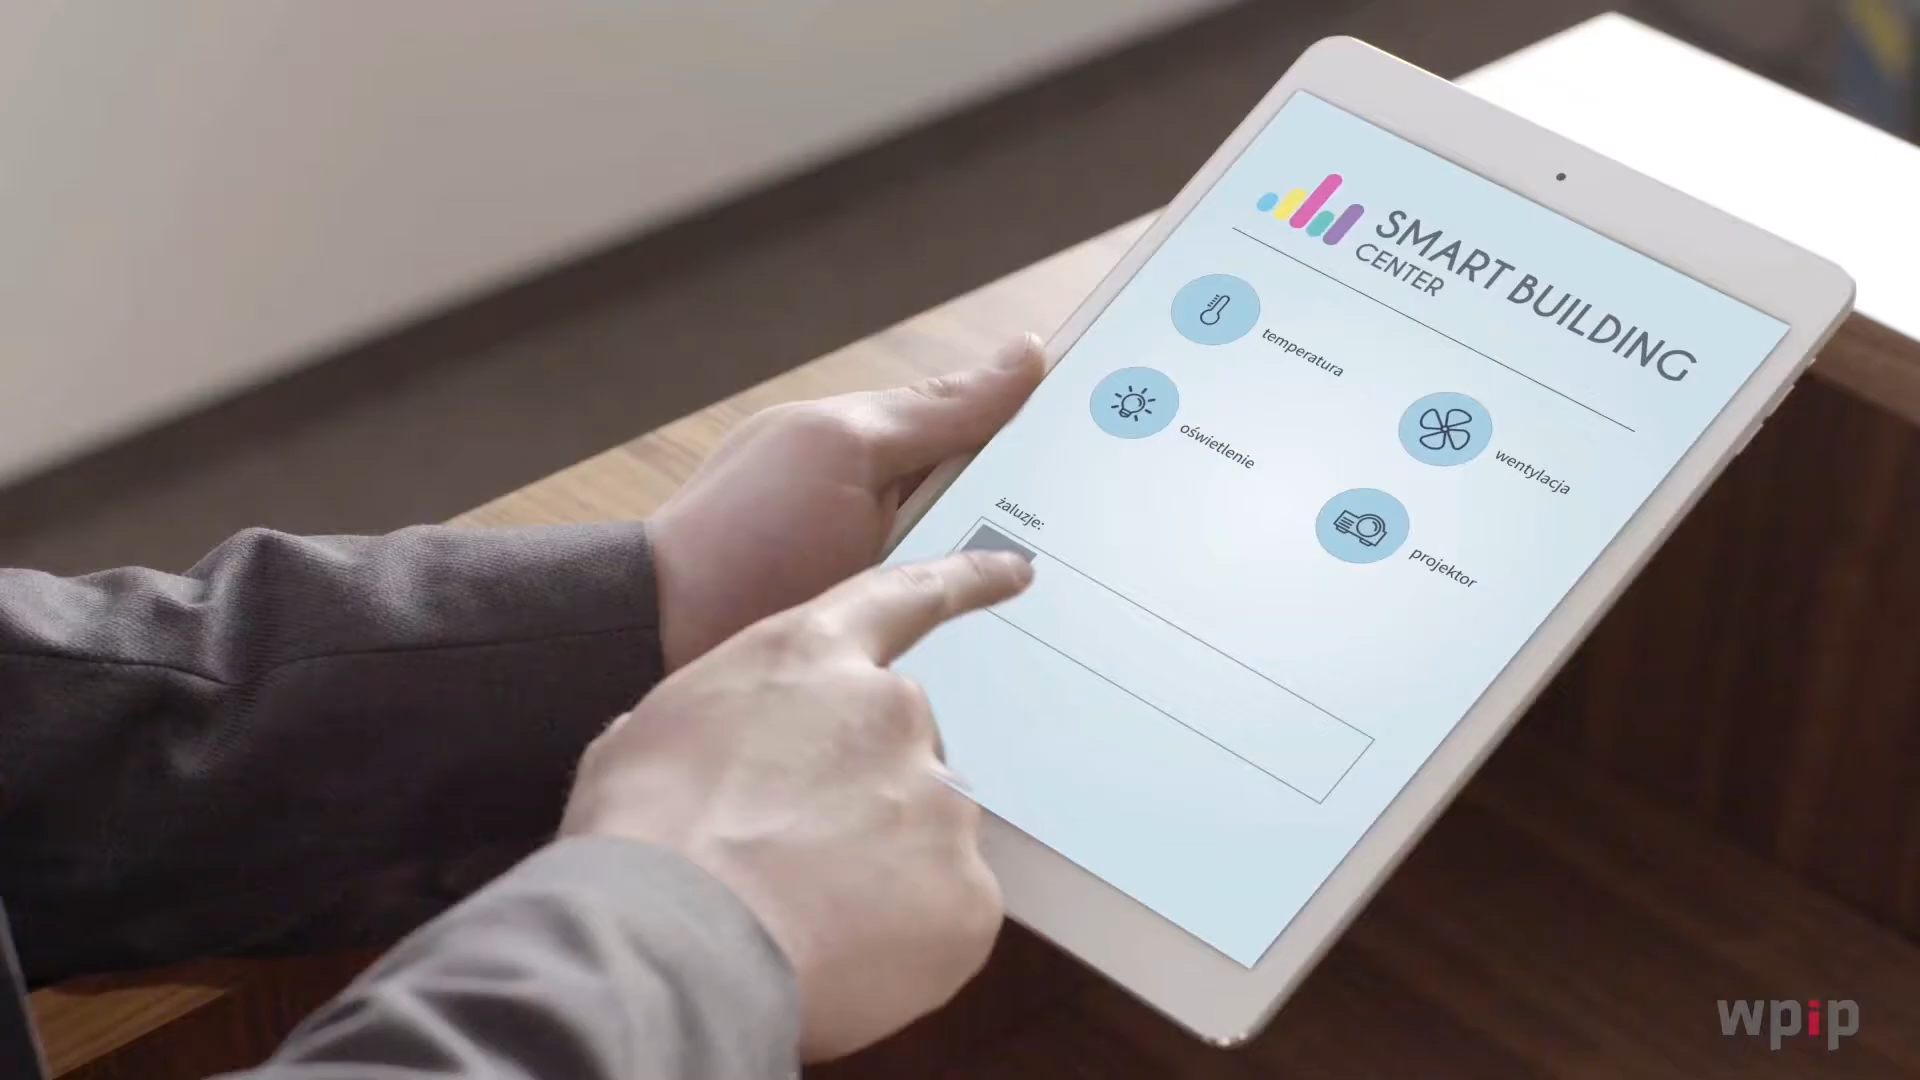 SMART BUILDING
CENTER
temperatura
oświetlenie
wentylacja
projektor
żaluzje:
wpip